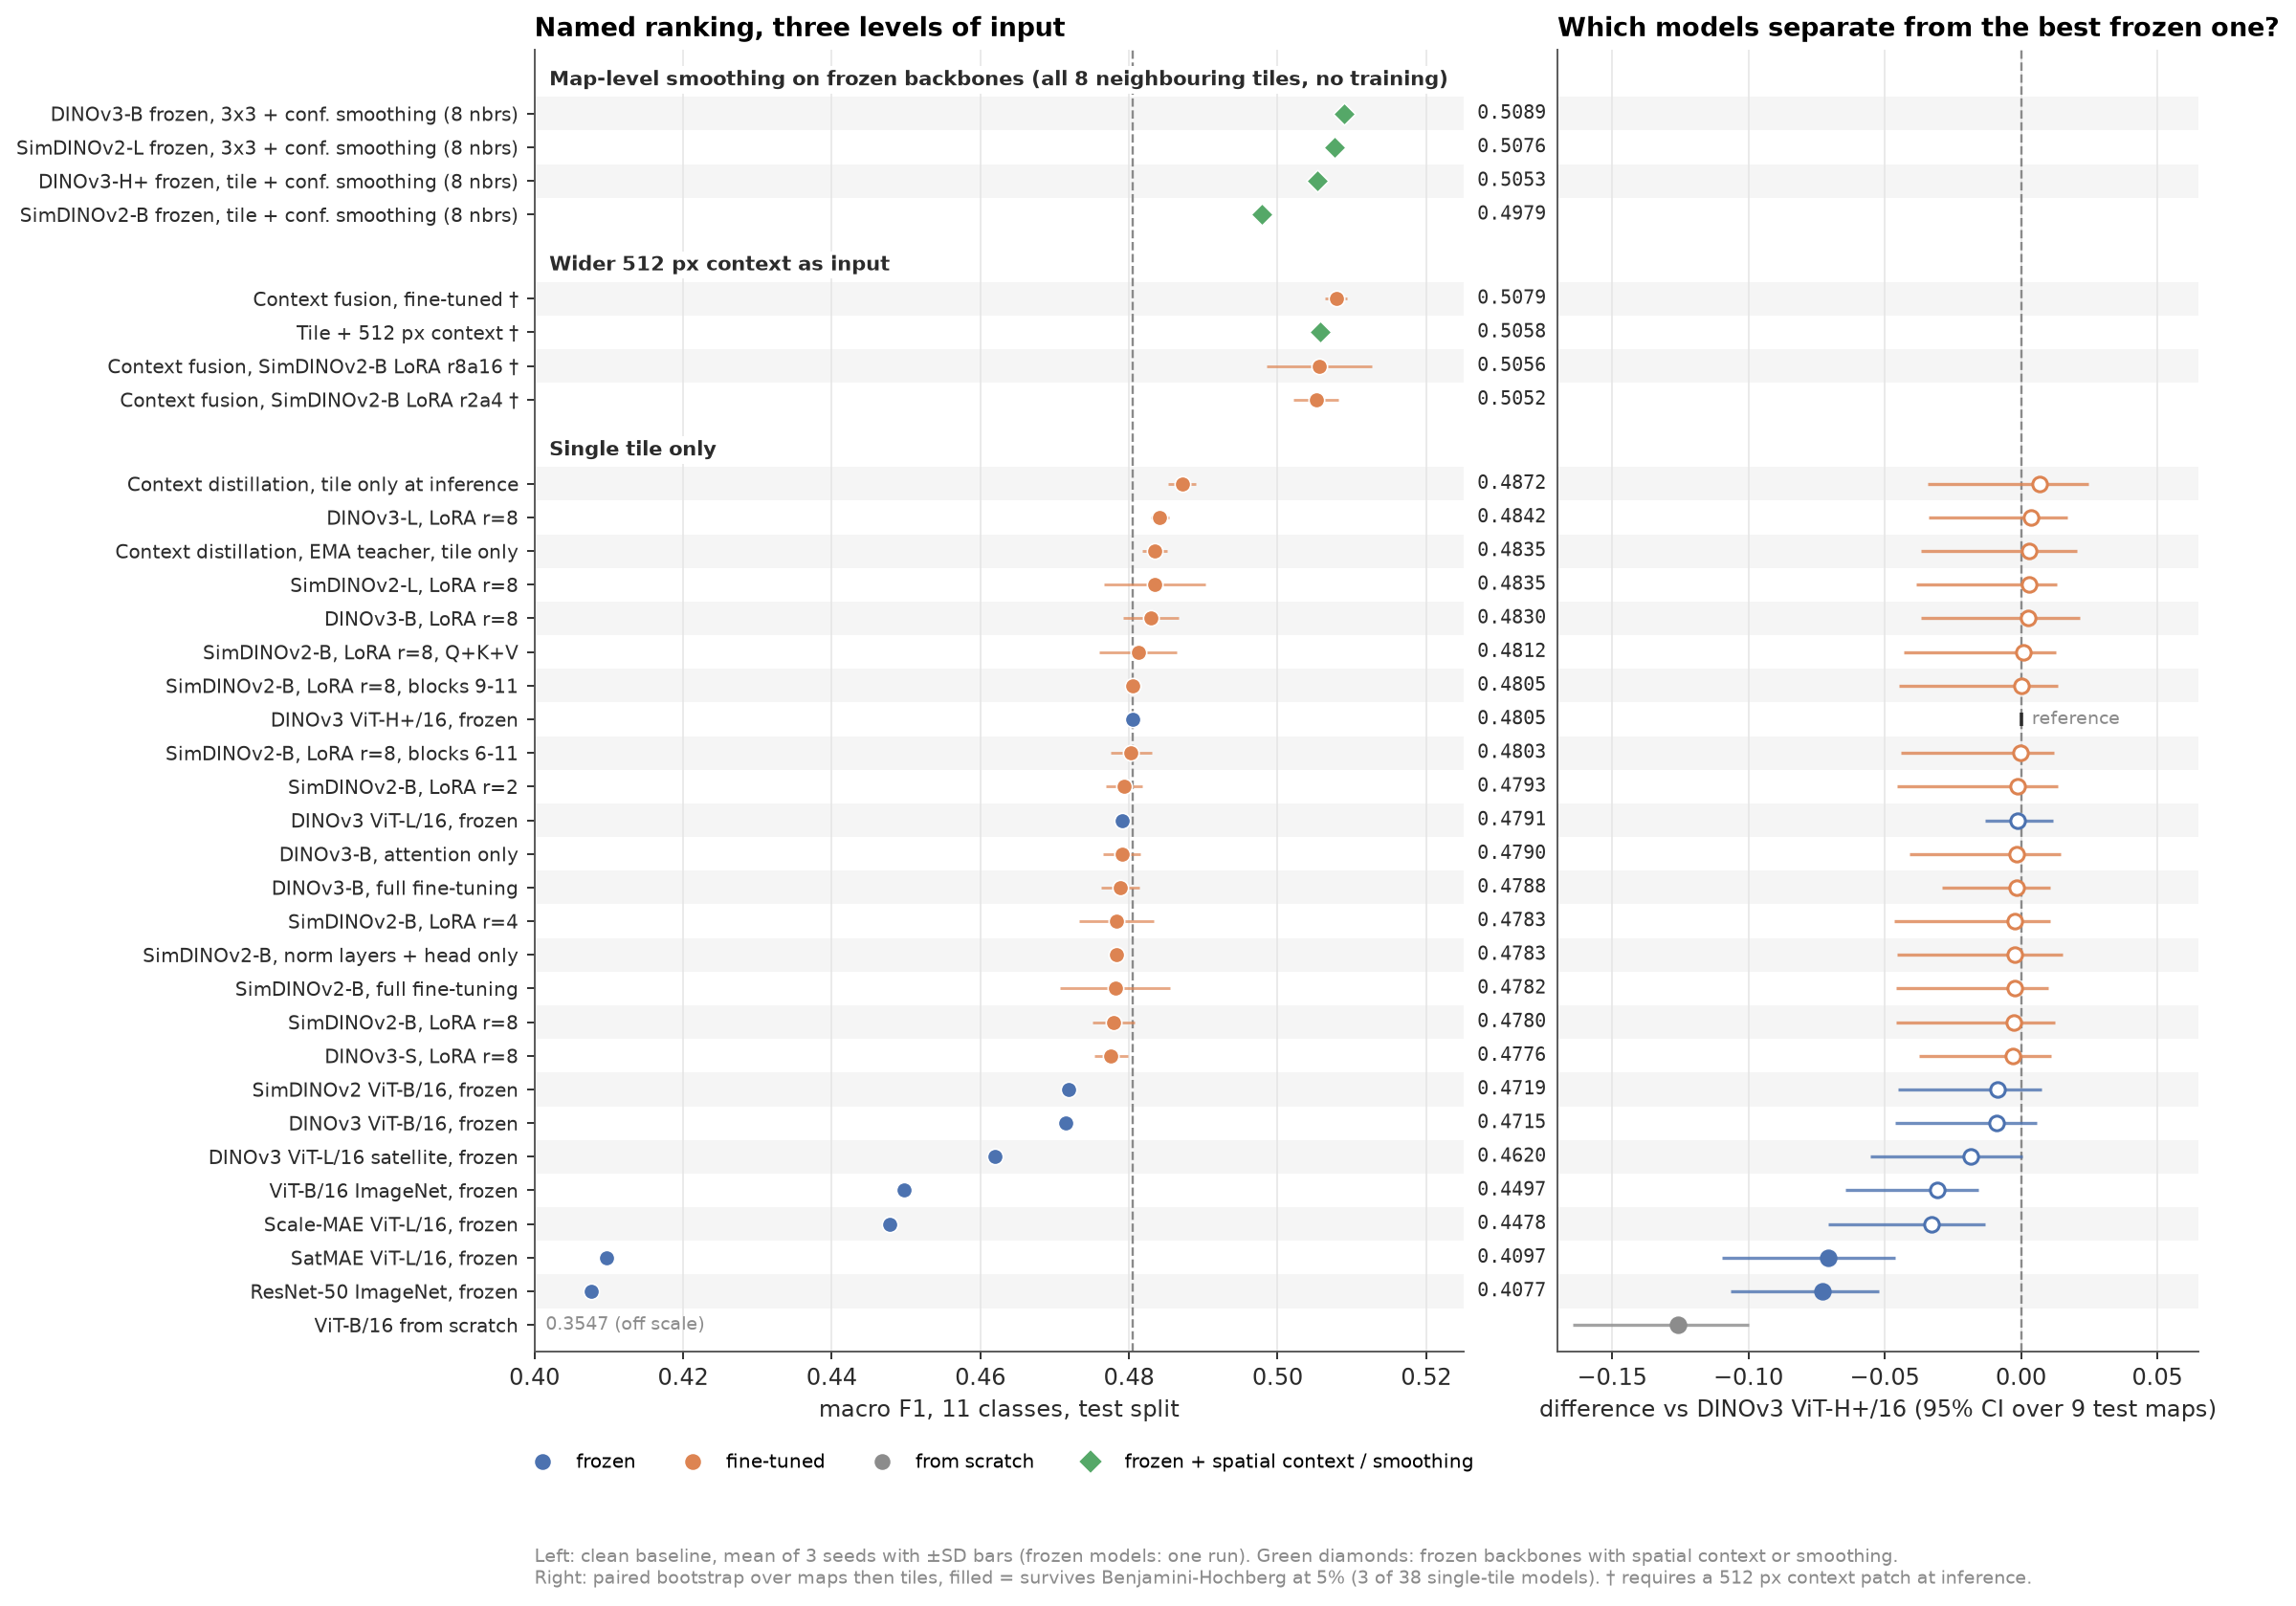 Named ranking, three levels of input
Which models separate from the best frozen one?
Map-level smoothing on frozen backbones (all 8 neighbouring tiles, no training)
DINOv3-B frozen, 3x3 + conf. smoothing (8 nbrs) 0.5089
SimDINOv2-L frozen, 3x3 + conf. smoothing (8 nbrs) 0.5076
DINOv3-H+ frozen, tile + conf. smoothing (8 nbrs) 0.5053
SimDINOv2-B frozen, tile + conf. smoothing (8 nbrs) 0.4979
Wider 512 px context as input
Context fusion, fine-tuned † 0.5079
Tile + 512 px context † 0.5058
Context fusion, SimDINOv2-B LoRA r8a16 † 0.5056
Context fusion, SimDINOv2-B LoRA r2a4 † 0.5052
Single tile only
Context distillation, tile only at inference 0.4872
DINOv3-L, LoRA r=8 0.4842
Context distillation, EMA teacher, tile only 0.4835
SimDINOv2-L, LoRA r=8 0.4835
DINOv3-B, LoRA r=8 0.4830
SimDINOv2-B, LoRA r=8, Q+K+V 0.4812
SimDINOv2-B, LoRA r=8, blocks 9-11 0.4805
DINOv3 ViT-H+/16, frozen 0.4805 reference
SimDINOv2-B, LoRA r=8, blocks 6-11 0.4803
SimDINOv2-B, LoRA r=2 0.4793
DINOv3 ViT-L/16, frozen 0.4791
DINOv3-B, attention only 0.4790
DINOv3-B, full fine-tuning 0.4788
SimDINOv2-B, LoRA r=4 0.4783
SimDINOv2-B, norm layers + head only 0.4783
SimDINOv2-B, full fine-tuning 0.4782
SimDINOv2-B, LoRA r=8 0.4780
DINOv3-S, LoRA r=8 0.4776
SimDINOv2 ViT-B/16, frozen 0.4719
DINOv3 ViT-B/16, frozen 0.4715
DINOv3 ViT-L/16 satellite, frozen 0.4620
ViT-B/16 ImageNet, frozen 0.4497
Scale-MAE ViT-L/16, frozen 0.4478
SatMAE ViT-L/16, frozen 0.4097
ResNet-50 ImageNet, frozen 0.4077
ViT-B/16 from scratch 0.3547 (off scale)
0.40 0.42 0.44 0.46 0.48 0.50 0.52
−0.15 −0.10 −0.05 0.00 0.05
macro F1, 11 classes, test split
difference vs DINOv3 ViT-H+/16 (95% CI over 9 test maps)
frozen fine-tuned from scratch frozen + spatial context / smoothing
Left: clean baseline, mean of 3 seeds with ±SD bars (frozen models: one run). Green diamonds: frozen backbones with spatial context or smoothing.
Right: paired bootstrap over maps then tiles, filled = survives Benjamini-Hochberg at 5% (3 of 38 single-tile models). † requires a 512 px context patch at inference.